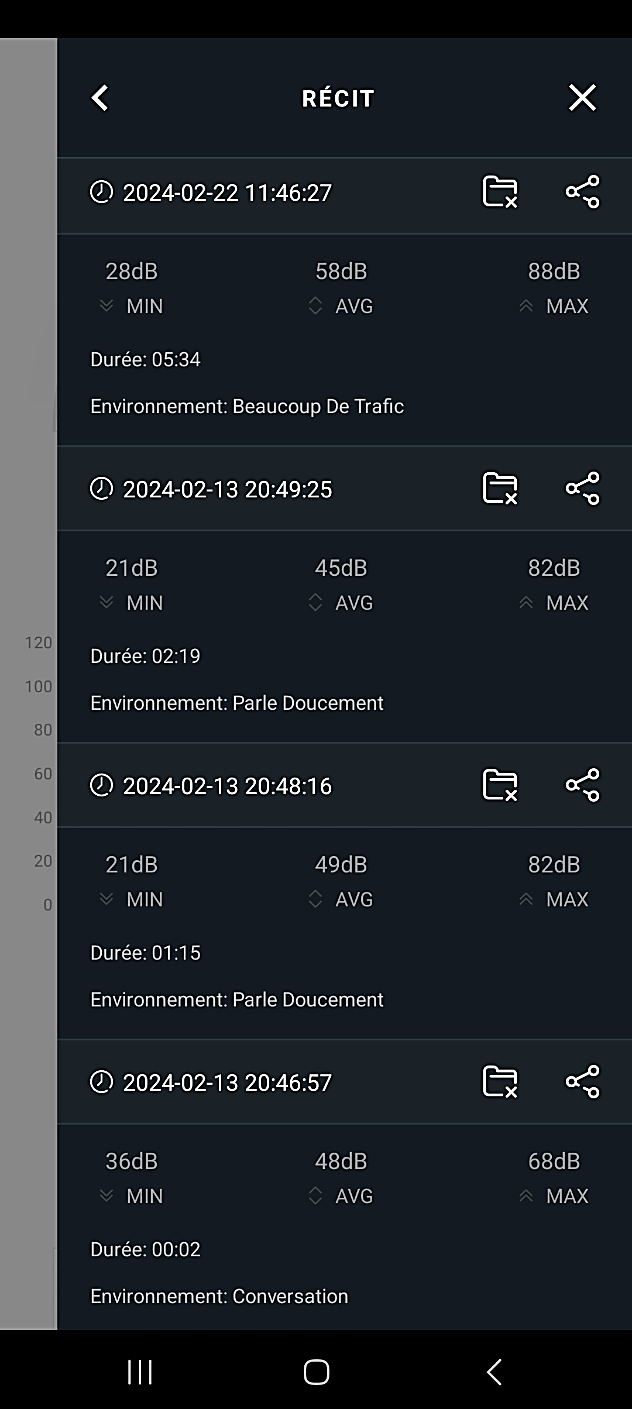 RÉCIT
2024-02-22 11:46:27
28dB 58dB 88dB
MIN AVG MAX
Durée: 05:34
Environnement: Beaucoup De Trafic
2024-02-13 20:49:25
21dB 45dB 82dB
MIN AVG MAX
Durée: 02:19
Environnement: Parle Doucement
2024-02-13 20:48:16
21dB 49dB 82dB
MIN AVG MAX
Durée: 01:15
Environnement: Parle Doucement
2024-02-13 20:46:57
36dB 48dB 68dB
MIN AVG MAX
Durée: 00:02
Environnement: Conversation
120
100
80
60
40
20
0